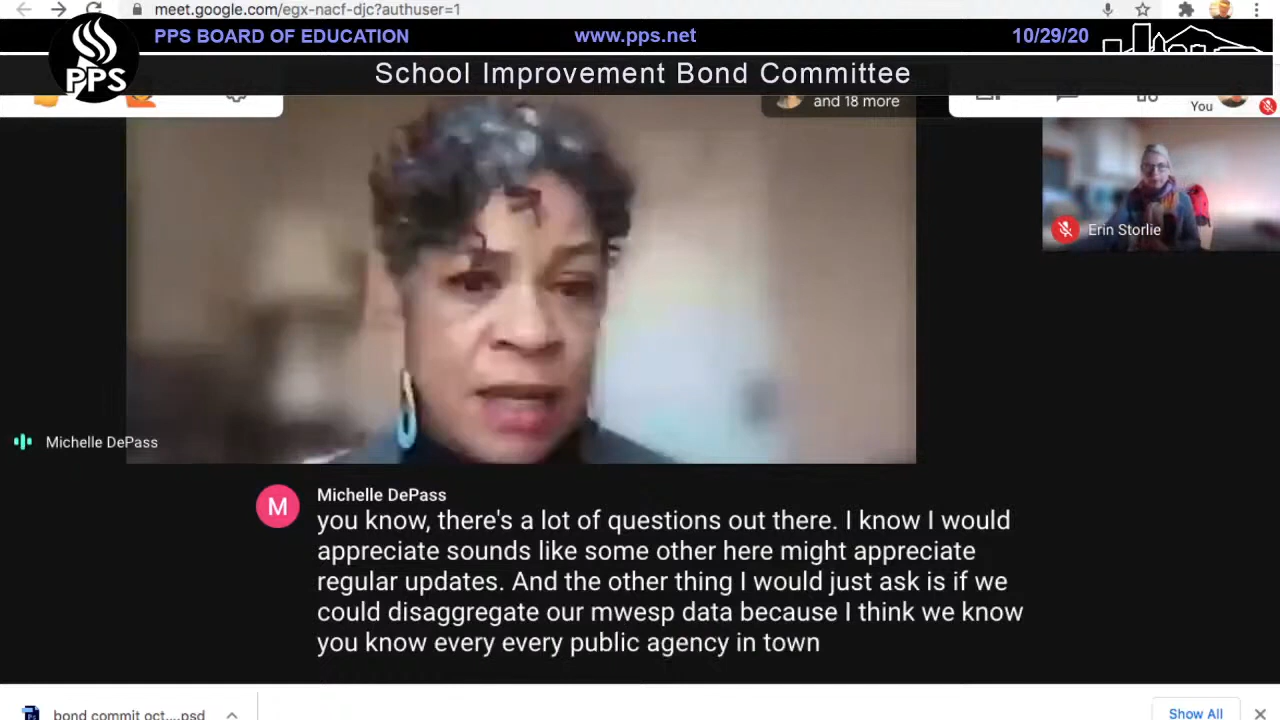 meet.google.com/egx-nacf-djc?authuser=1
PPS BOARD OF EDUCATION
www.pps.net
10/29/20
PPS
School Improvement Bond Committee
and 18 more
You
Erin Storlie
Michelle DePass
M
Michelle DePass
you know, there's a lot of questions out there. I know I would
appreciate sounds like some other here might appreciate
regular updates. And the other thing I would just ask is if we
could disaggregate our mwesp data because I think we know
you know every every public agency in town
bond commit oct....psd
Show All